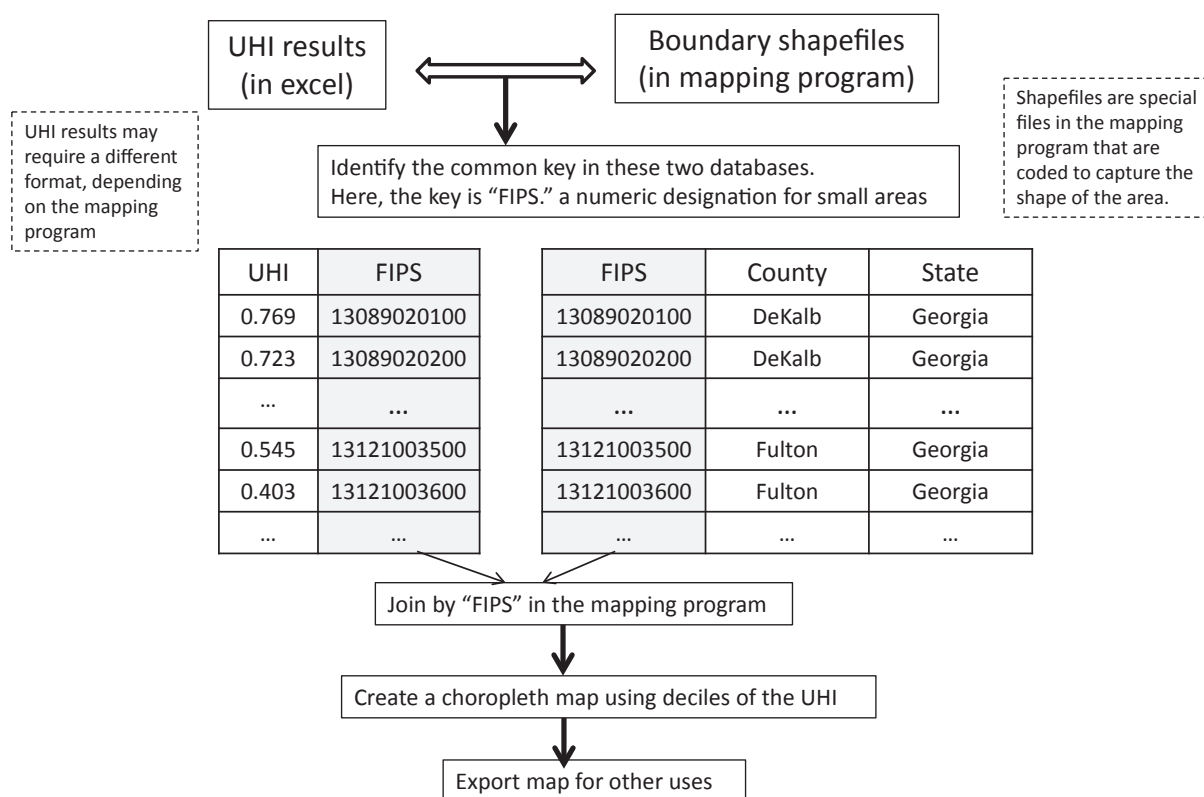 UHI results
(in excel)
Boundary shapefiles
(in mapping program)
UHI results may
require a different
format, depending
on the mapping
program
Shapefiles are special
files in the mapping
program that are
coded to capture the
shape of the area.
Identify the common key in these two databases.
Here, the key is “FIPS.” a numeric designation for small areas
UHI FIPS FIPS County State
0.769 13089020100 13089020100 DeKalb Georgia
0.723 13089020200 13089020200 DeKalb Georgia
... ... ... ... ...
0.545 13121003500 13121003500 Fulton Georgia
0.403 13121003600 13121003600 Fulton Georgia
... ... ... ... ...
Join by “FIPS” in the mapping program
Create a choropleth map using deciles of the UHI
Export map for other uses